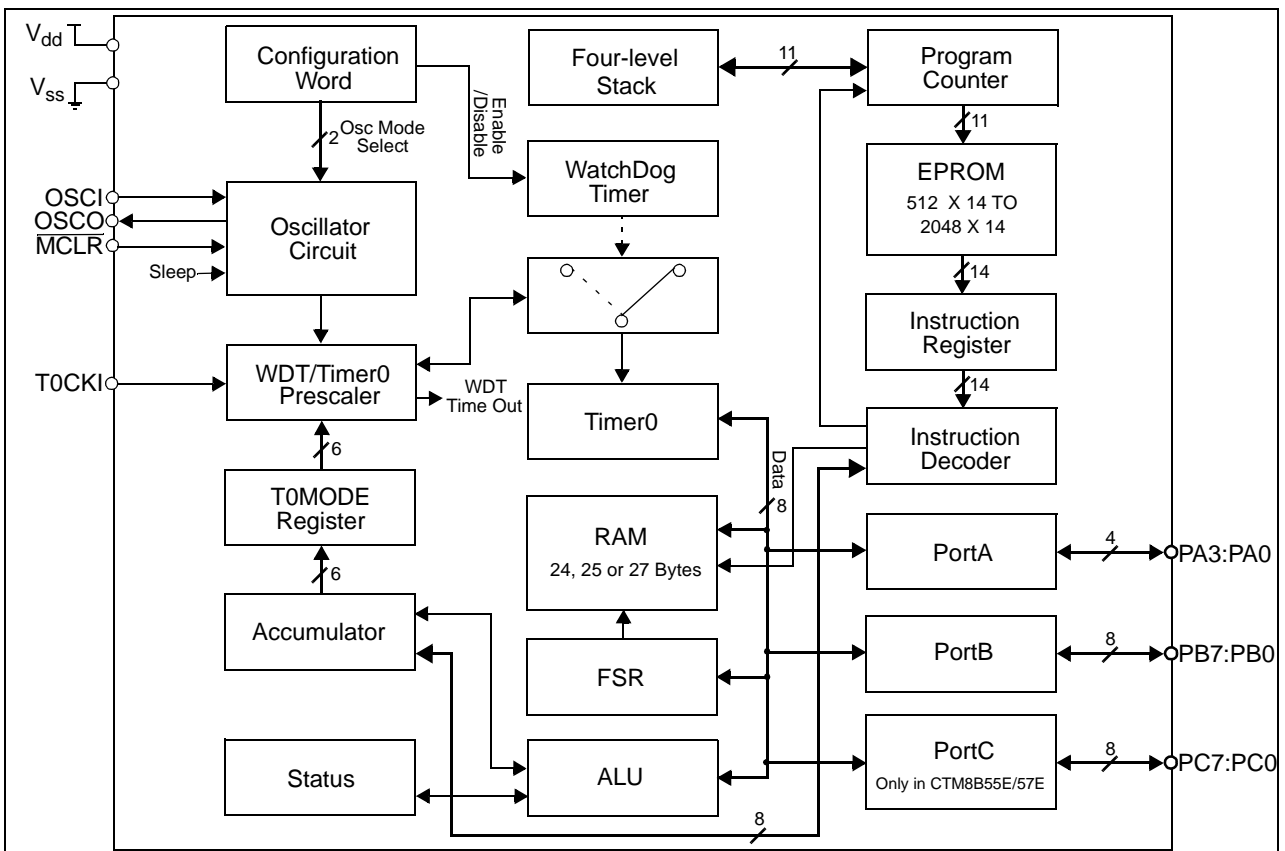 Vdd
Vss
Configuration
Word
Four-level
Stack
11
Program
Counter
2
Osc Mode
Select
Enable
/Disable
11
WatchDog
Timer
EPROM
512 X 14 TO
2048 X 14
OSCI
OSCO
MCLR
Sleep
Oscillator
Circuit
14
Instruction
Register
T0CKI
WDT/Timer0
Prescaler
WDT
Time Out
14
Timer0
Instruction
Decoder
6
Data
8
T0MODE
Register
RAM
24, 25 or 27 Bytes
PortA
4
PA3:PA0
6
Accumulator
FSR
PortB
8
PB7:PB0
Status
ALU
PortC
Only in CTM8B55E/57E
8
PC7:PC0
8